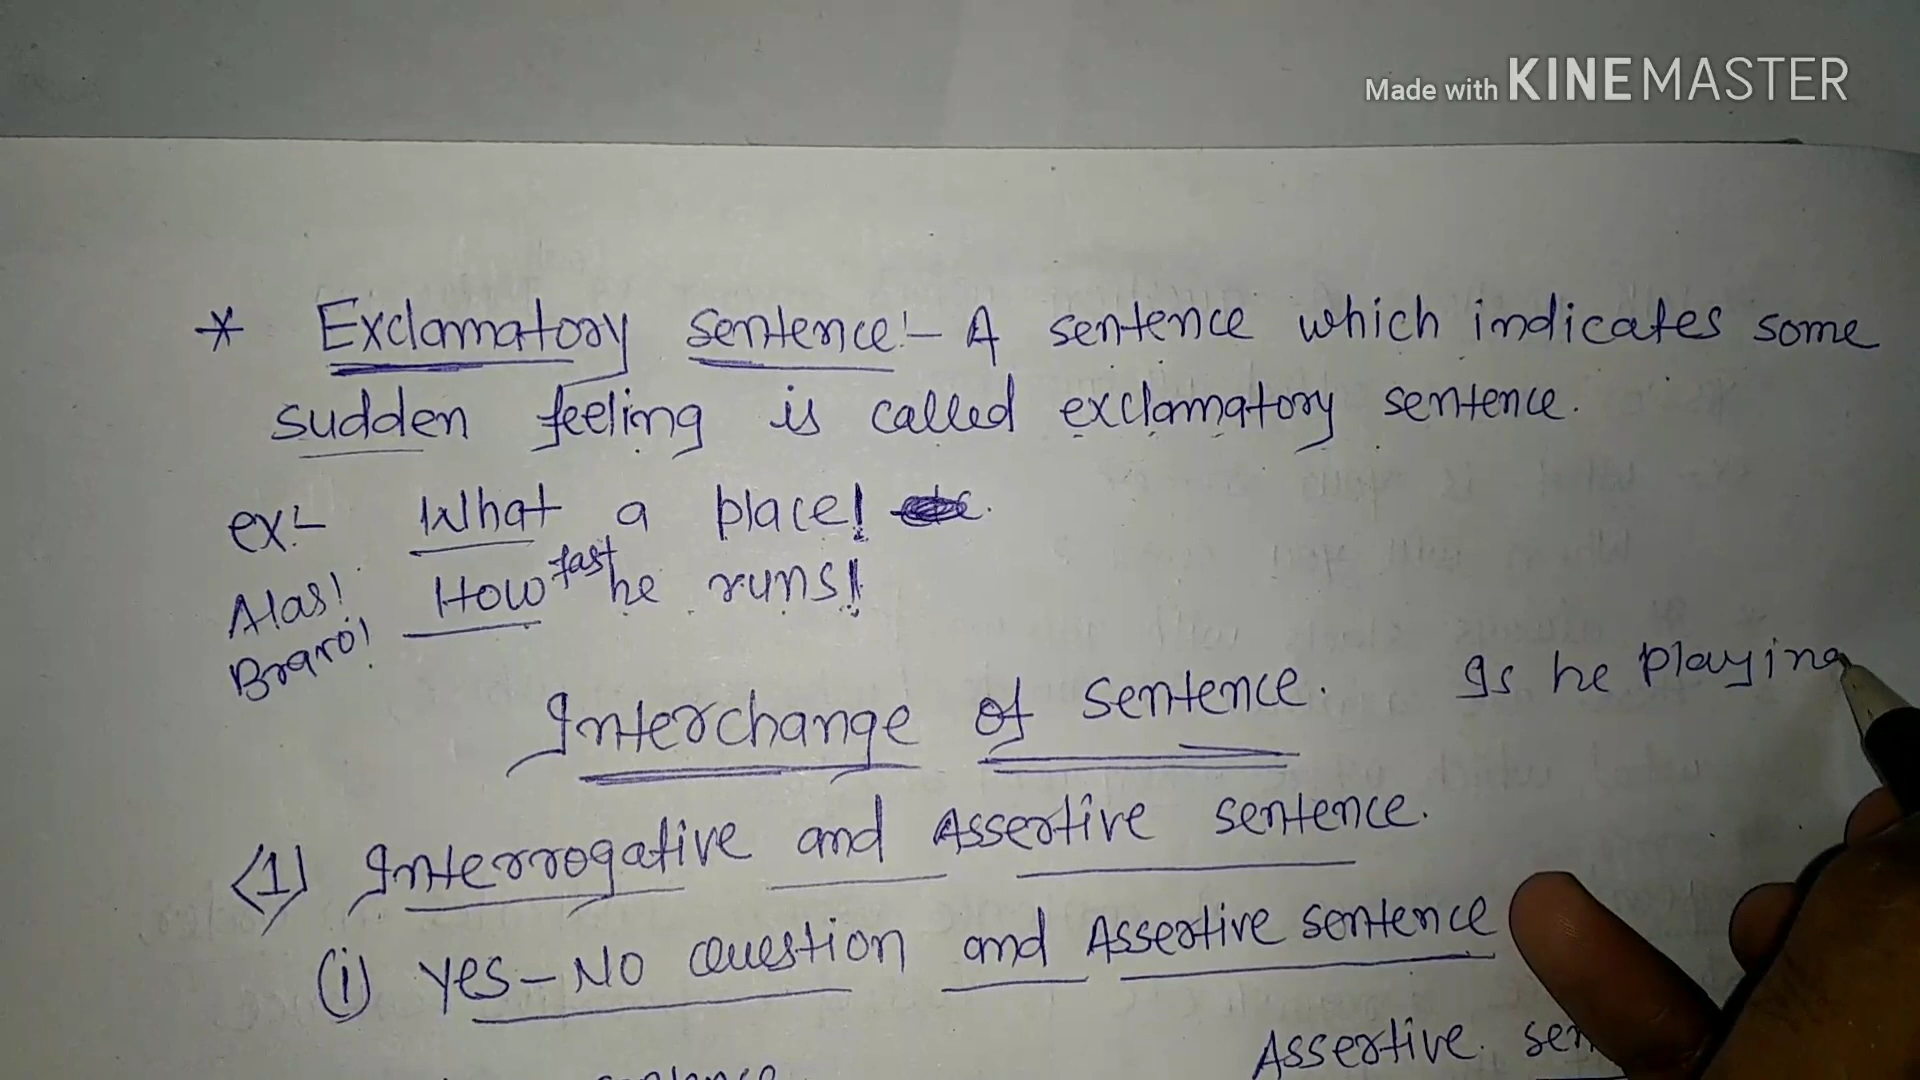 Made with KINEMASTER
* Exclamatory sentence:- A sentence which indicates some
sudden feeling is called exclamatory sentence.
ex:- What a place!
Alas! How fast he runs!
Bravo!
Interchange of sentence. Is he playing
(1) Interrogative and Assertive sentence.
(i) Yes-No Question and Assertive sentence
Assertive sen
sentence